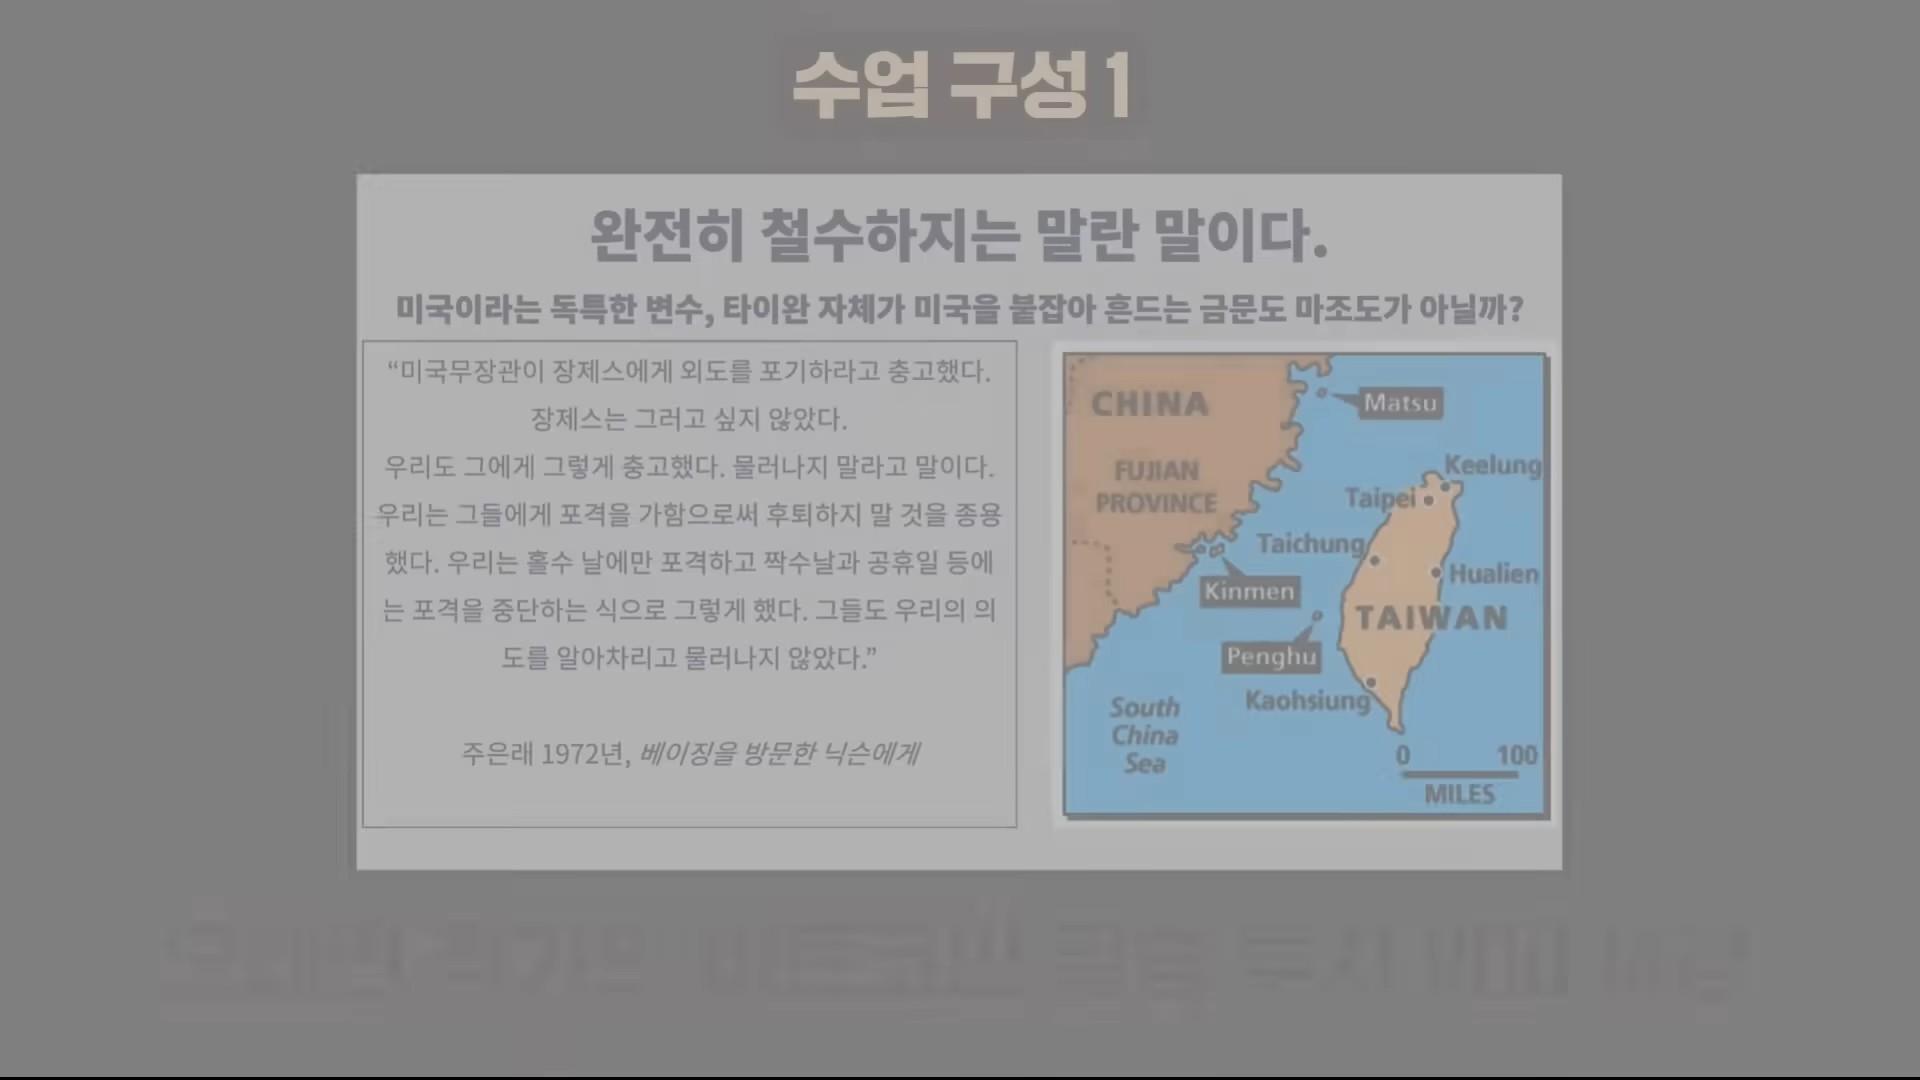 수업 구성 1
완전히 철수하지는 말란 말이다.
미국이라는 독특한 변수, 타이완 자체가 미국을 붙잡아 흔드는 금문도 마조도가 아닐까?
“미국무장관이 장제스에게 외도를 포기하라고 충고했다.
장제스는 그러고 싶지 않았다.
우리도 그에게 그렇게 충고했다. 물러나지 말라고 말이다.
우리는 그들에게 포격을 가함으로써 후퇴하지 말 것을 종용
했다. 우리는 홀수 날에만 포격하고 짝수날과 공휴일 등에
는 포격을 중단하는 식으로 그렇게 했다. 그들도 우리의 의
도를 알아차리고 물러나지 않았다.”
주은래 1972년, 베이징을 방문한 닉슨에게
CHINA
Matsu
FUJIAN
PROVINCE
Keelung
Taipei
Taichung
Hualien
Kinmen
TAIWAN
Penghu
Kaohsiung
South
China
Sea
0 100
MILES